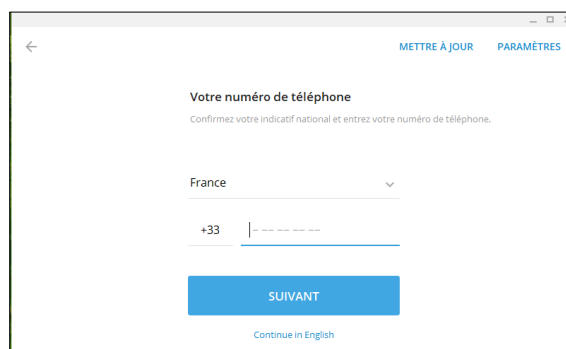 METTRE À JOUR PARAMÈTRES
Votre numéro de téléphone
Confirmez votre indicatif national et entrez votre numéro de téléphone.
France
+33 – –– –– –– ––
SUIVANT
Continue in English